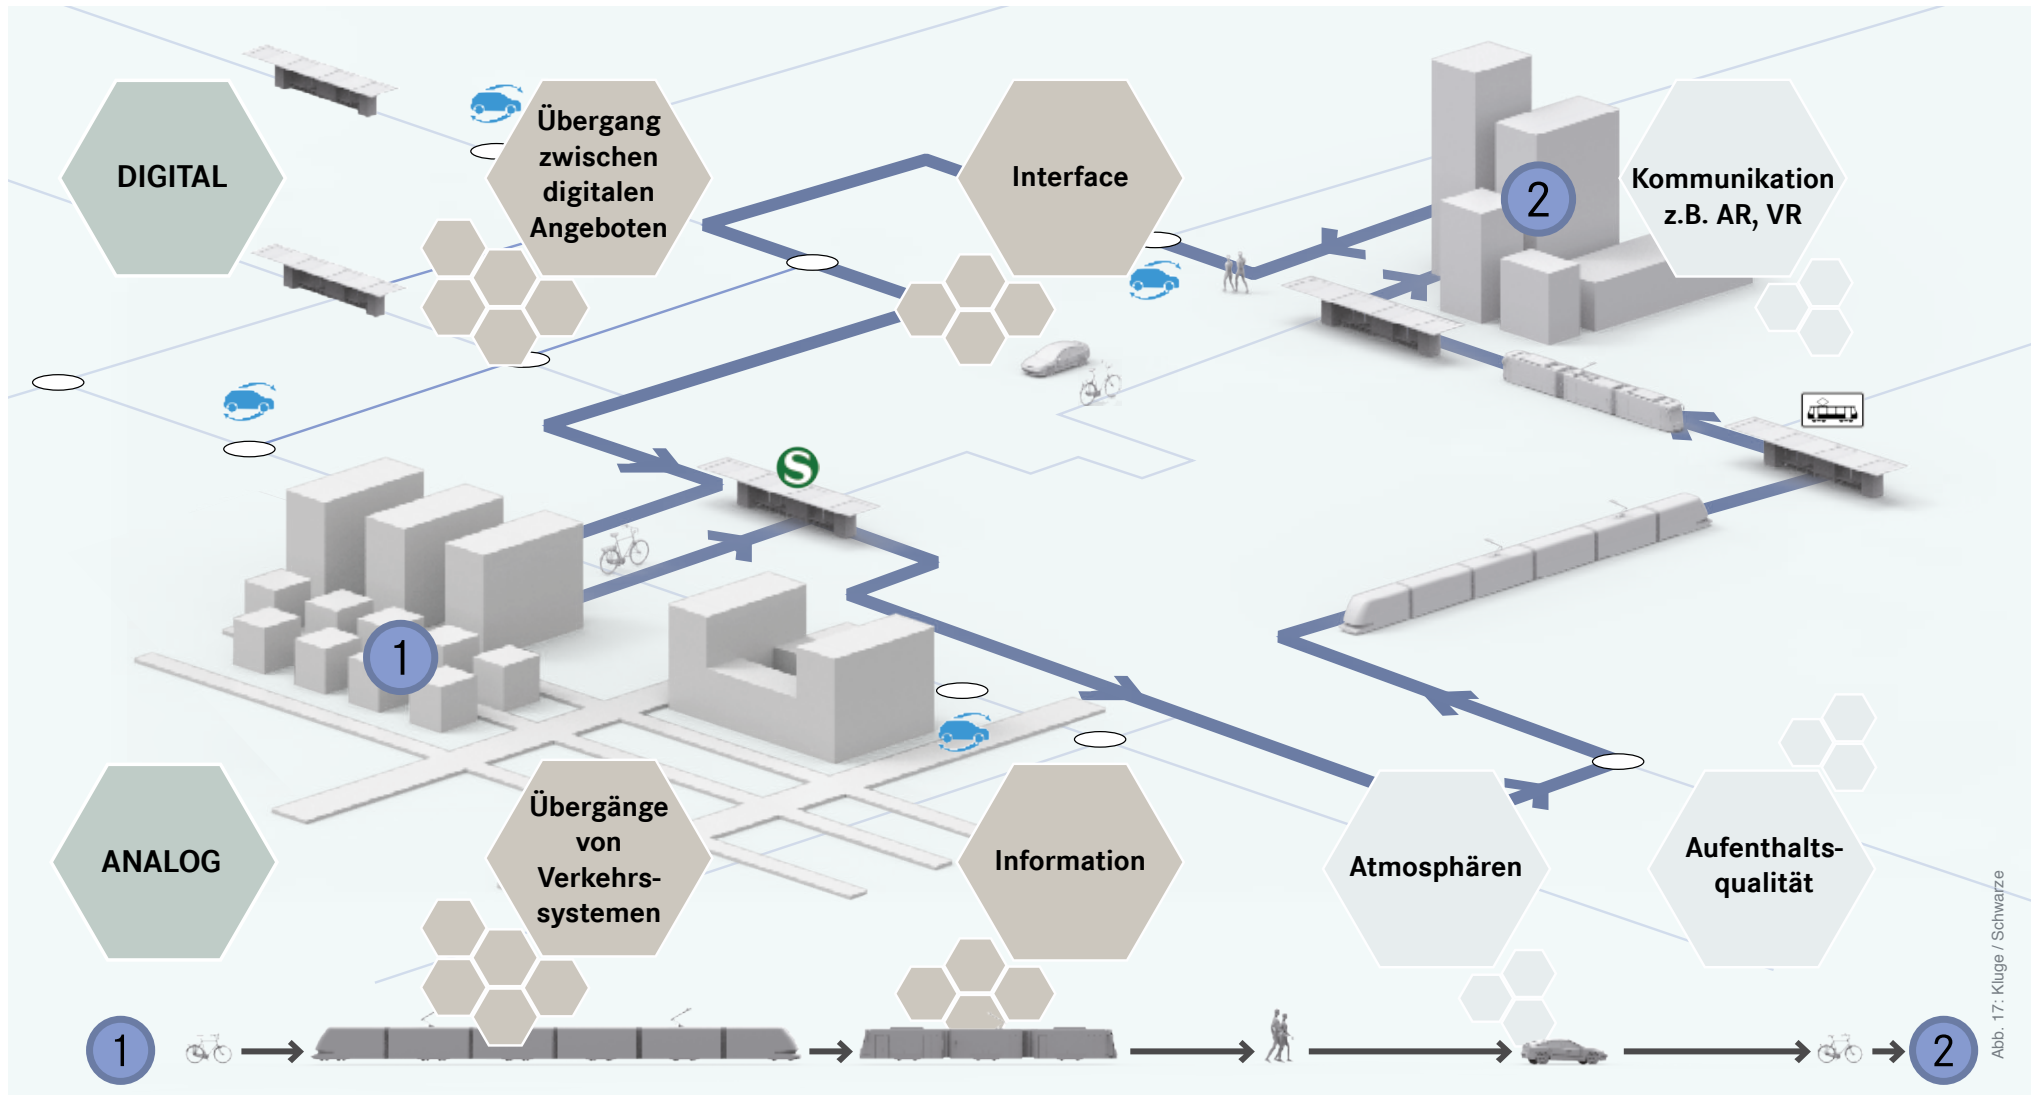 DIGITAL
Übergang
zwischen
digitalen
Angeboten
Interface
2
Kommunikation
z.B. AR, VR
S
1
ANALOG
Übergänge
von
Verkehrs-
systemen
Information
Atmosphären
Aufenthalts-
qualität
1
2
Abb. 17: Kluge / Schwarze